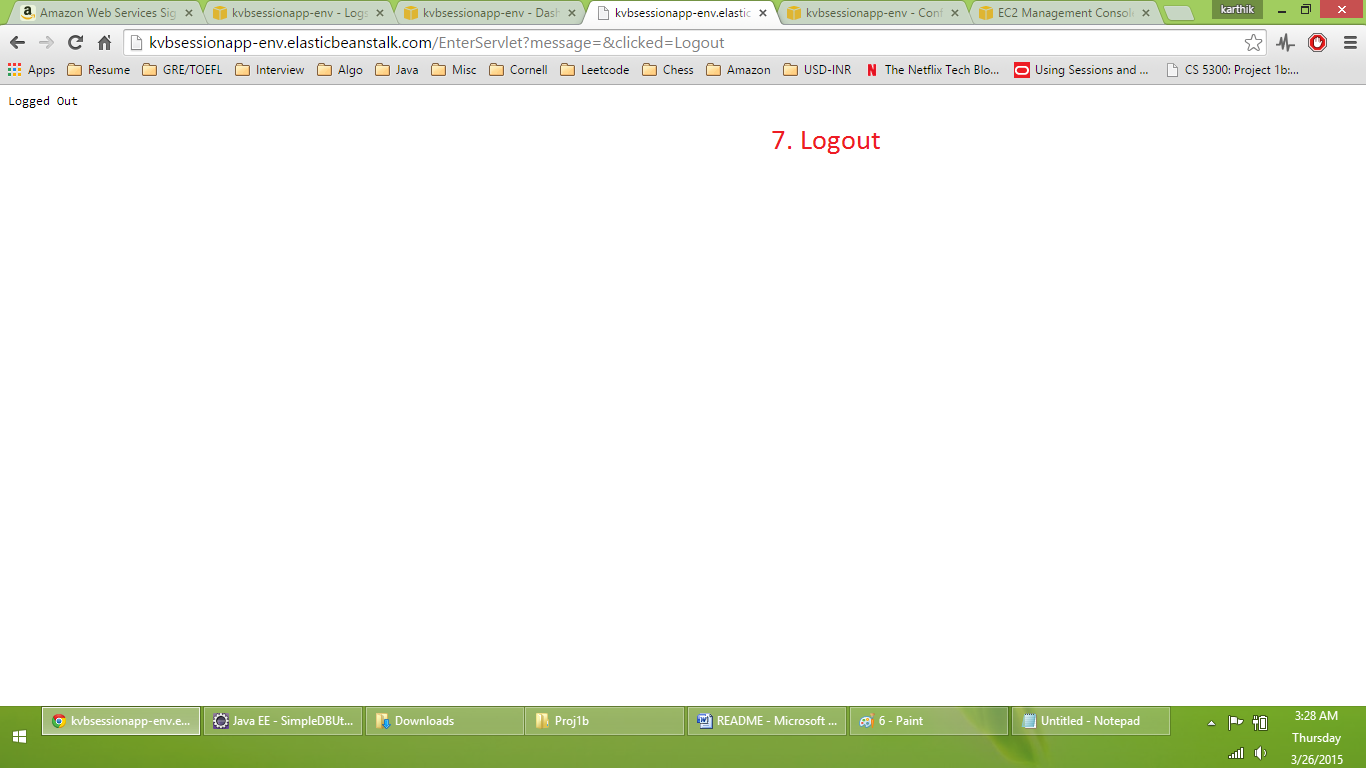 Amazon Web Services Sig
kvbsessionapp-env - Logs
kvbsessionapp-env - Dash
kvbsessionapp-env.elastic
kvbsessionapp-env - Conf
EC2 Management Console
karthik
kvbsessionapp-env.elasticbeanstalk.com/EnterServlet?message=&clicked=Logout
Apps
Resume
GRE/TOEFL
Interview
Algo
Java
Misc
Cornell
Leetcode
Chess
Amazon
USD-INR
The Netflix Tech Blo...
Using Sessions and ...
CS 5300: Project 1b:...
Logged Out
7. Logout
kvbsessionapp-env.e...
Java EE - SimpleDBUt...
Downloads
Proj1b
README - Microsoft ...
6 - Paint
Untitled - Notepad
3:28 AM
Thursday
3/26/2015